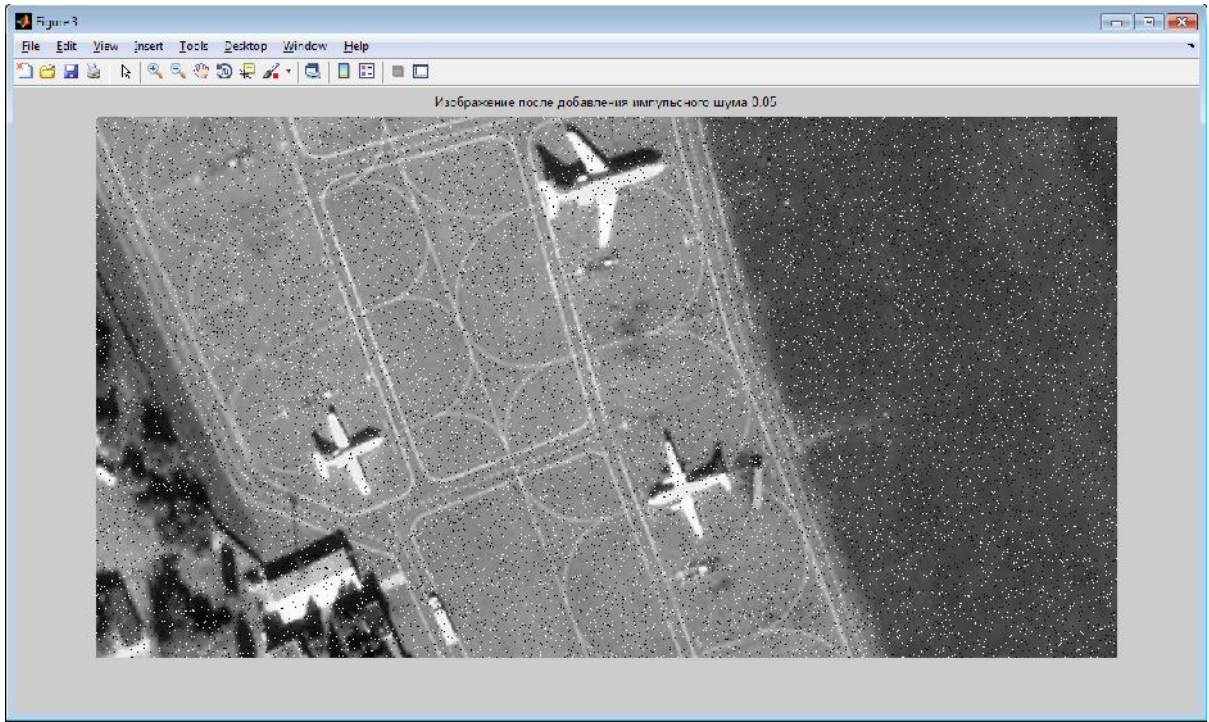 Figure 3
File Edit View Insert Tools Desktop Window Help
Изображение после добавления импульсного шума 0.05